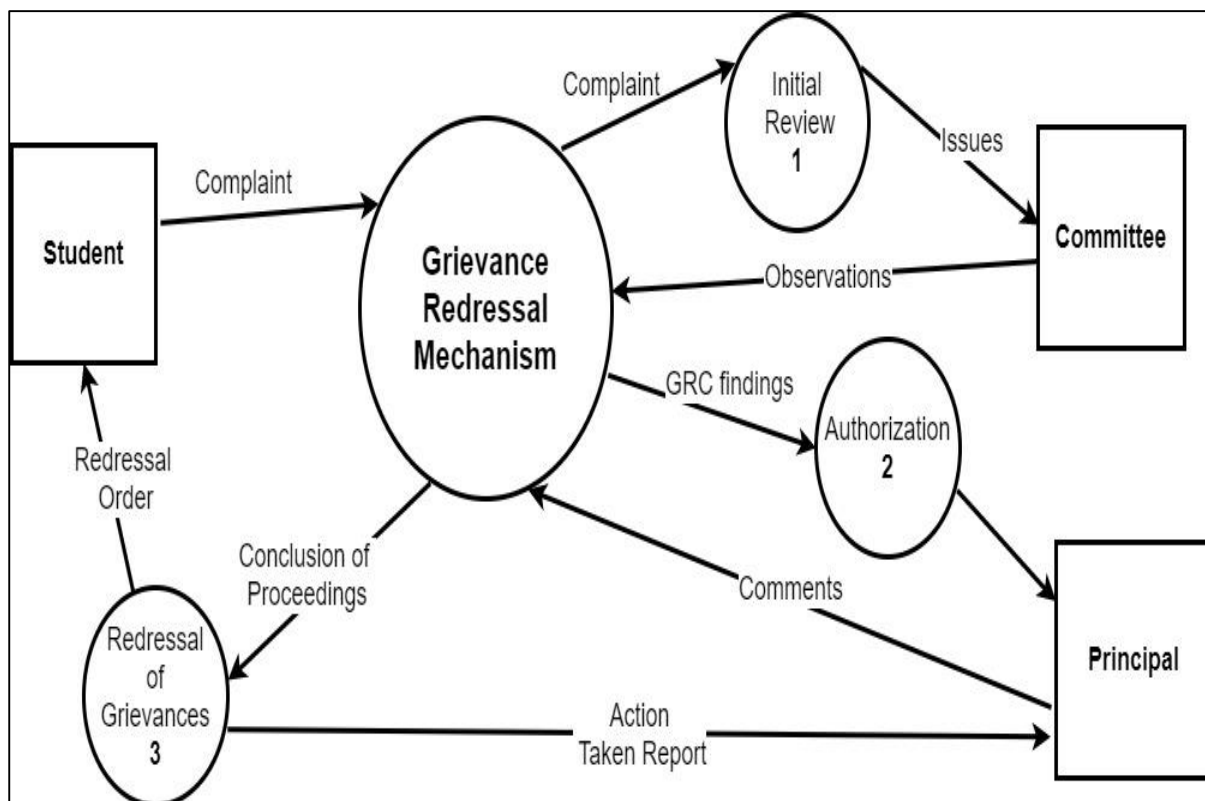 Student
Complaint
Grievance
Redressal
Mechanism
Complaint
Initial
Review
1
Issues
Committee
Observations
GRC findings
Authorization
2
Principal
Comments
Conclusion of
Proceedings
Redressal
of
Grievances
3
Redressal
Order
Action
Taken Report